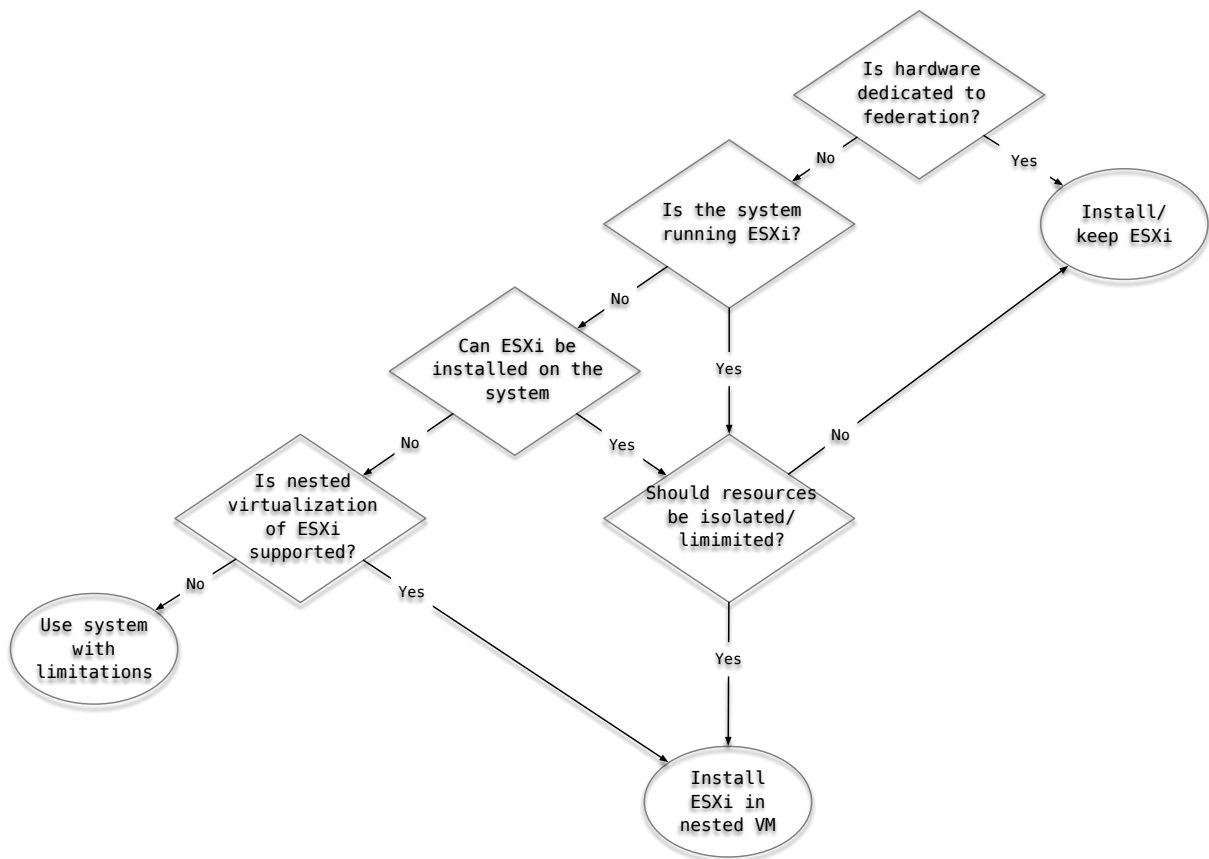 Is hardware
dedicated to
federation?
No
Yes
Is the system
running ESXi?
Install/
keep ESXi
No
Yes
Can ESXi be
installed on the
system
No
Yes
No
Is nested
virtualization
of ESXi
supported?
Should resources
be isolated/
limimited?
No
Yes
Use system
with
limitations
Yes
Install
ESXi in
nested VM